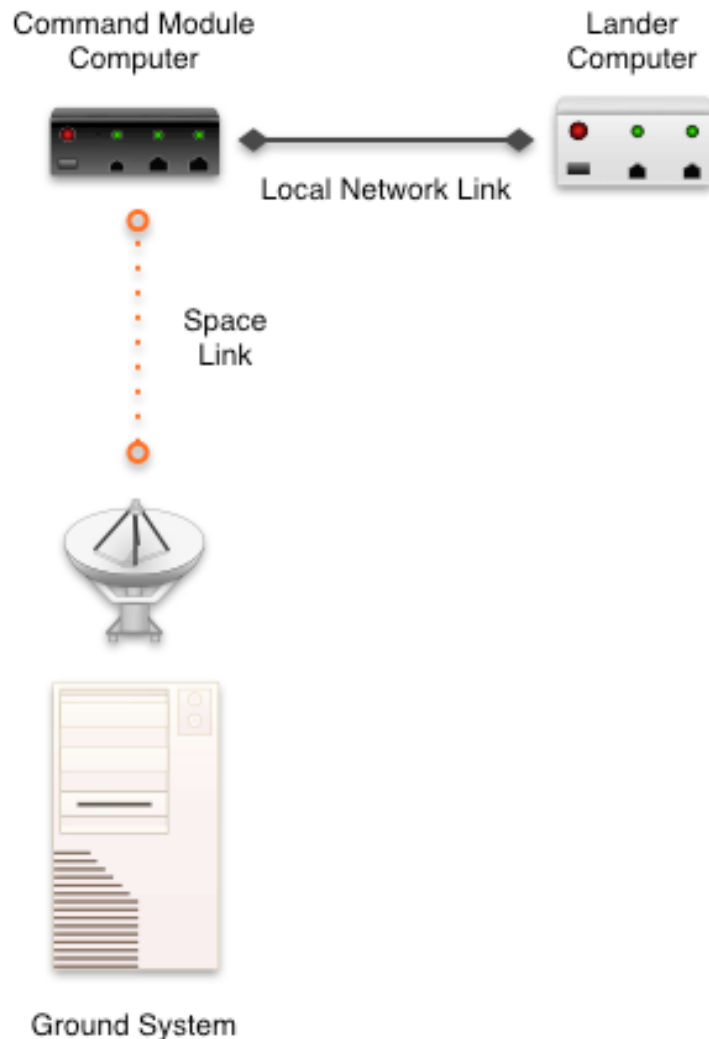 Command Module
Computer
Lander
Computer
Local Network Link
Space
Link
Ground System